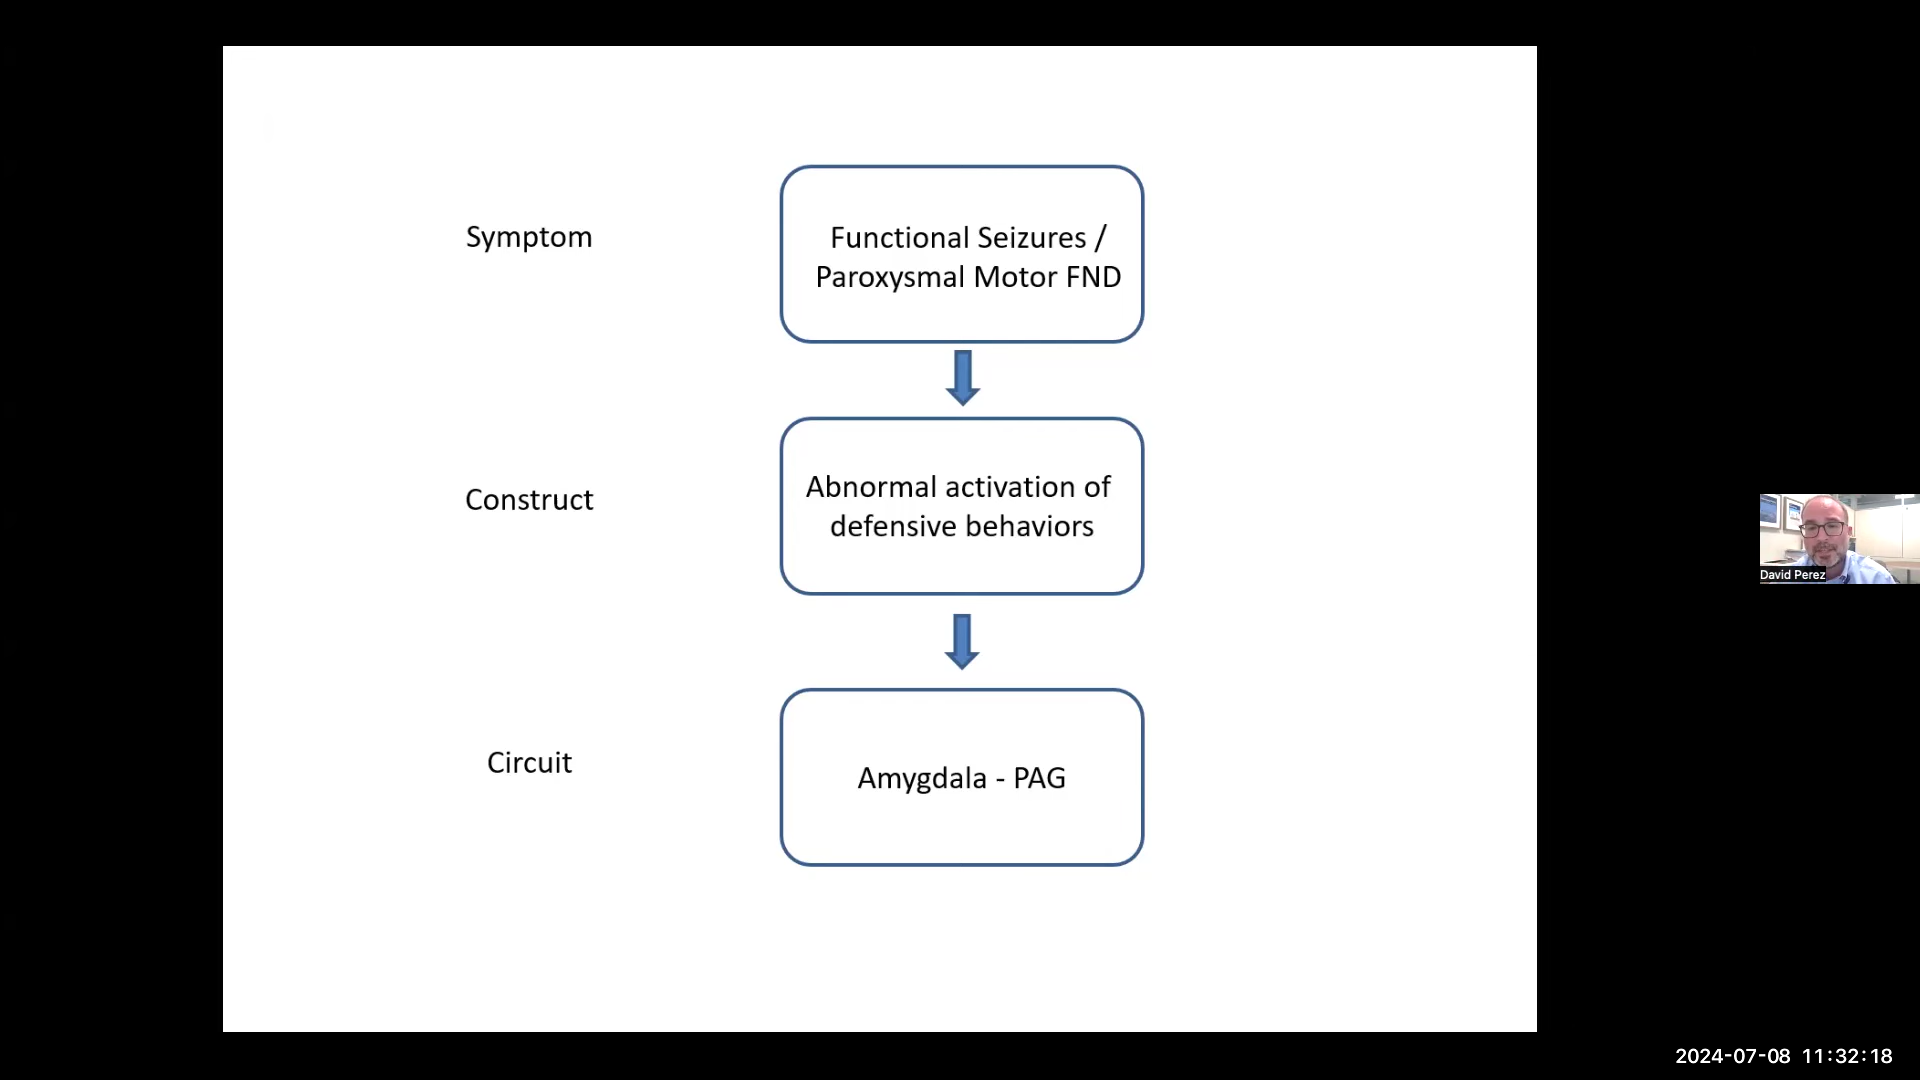 Symptom
Functional Seizures /
Paroxysmal Motor FND
Construct
Abnormal activation of
defensive behaviors
Circuit
Amygdala - PAG
David Perez
2024-07-08 11:32:18